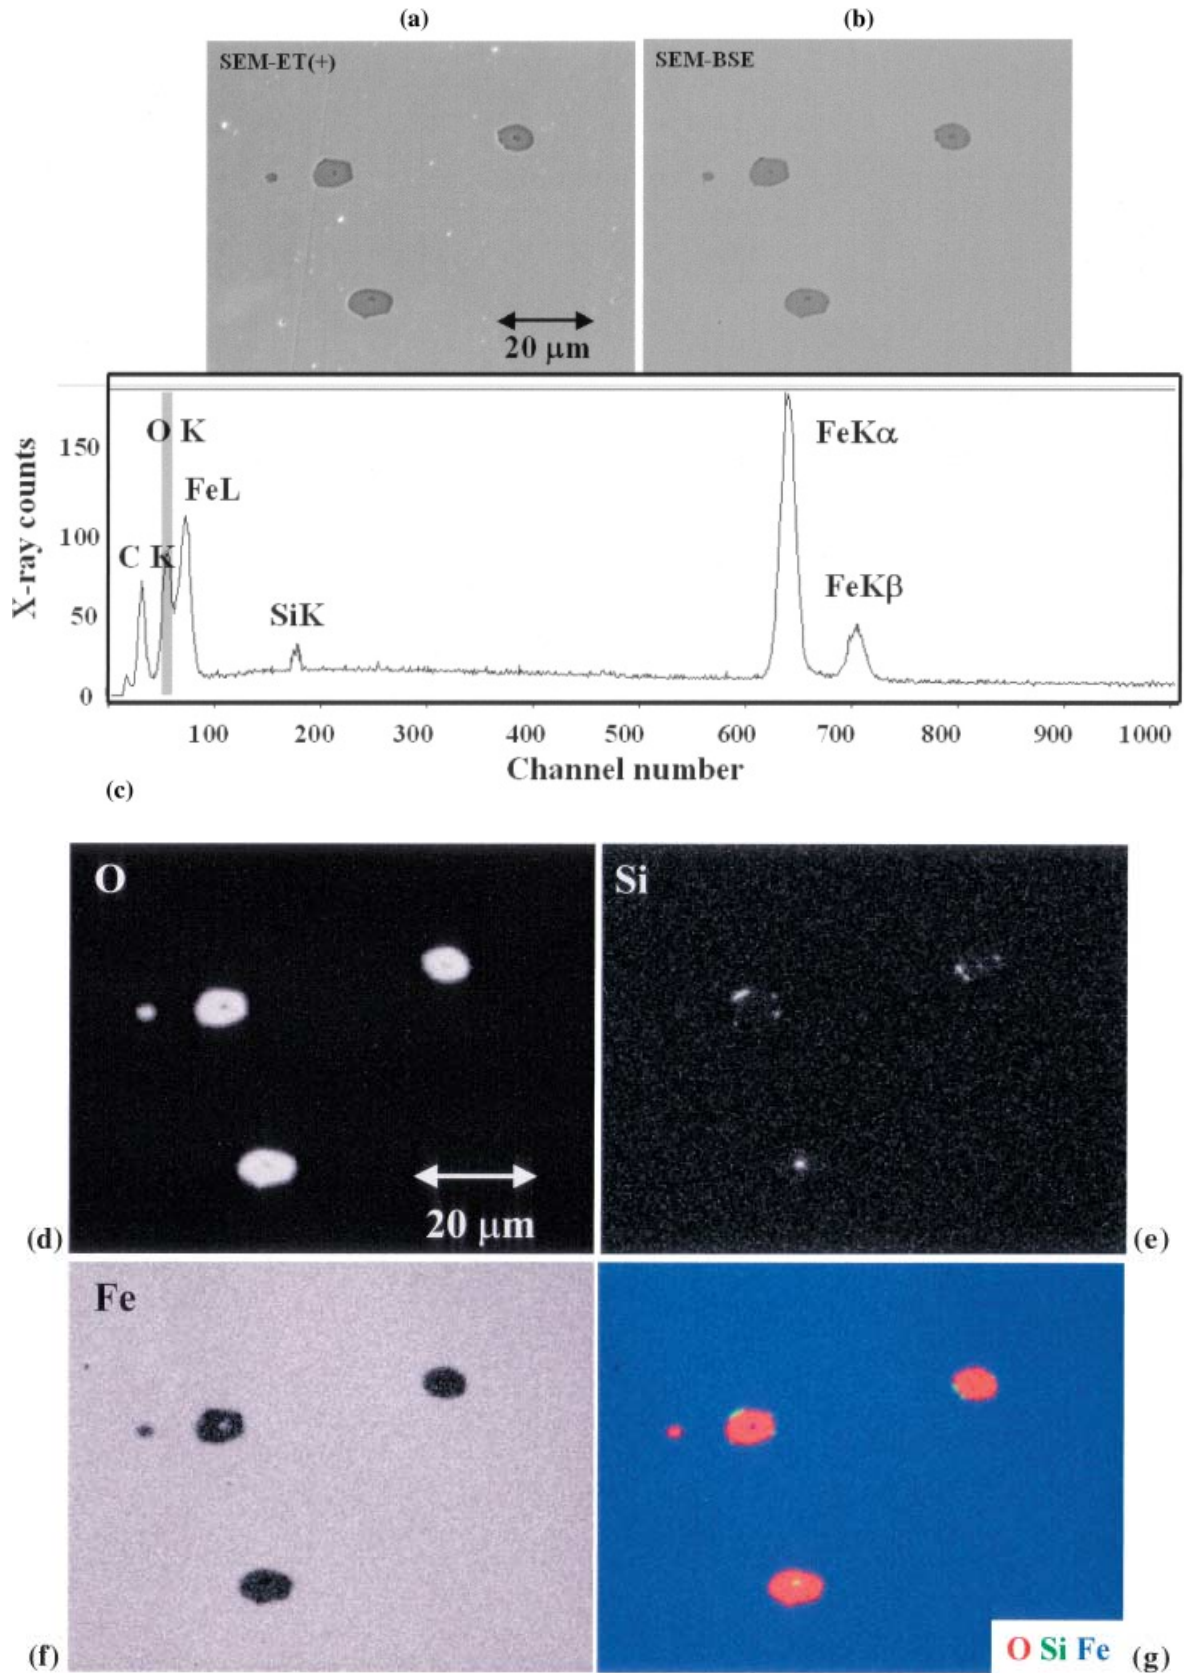 (a)
(b)
SEM-ET(+)
SEM-BSE
20 μm
X-ray counts
150
100
50
0
O K
FeL
C K
SiK
FeKα
FeKβ
100 200 300 400 500 600 700 800 900 1000
Channel number
(c)
O
Si
20 μm
(d)
(e)
Fe
O Si Fe
(f)
(g)